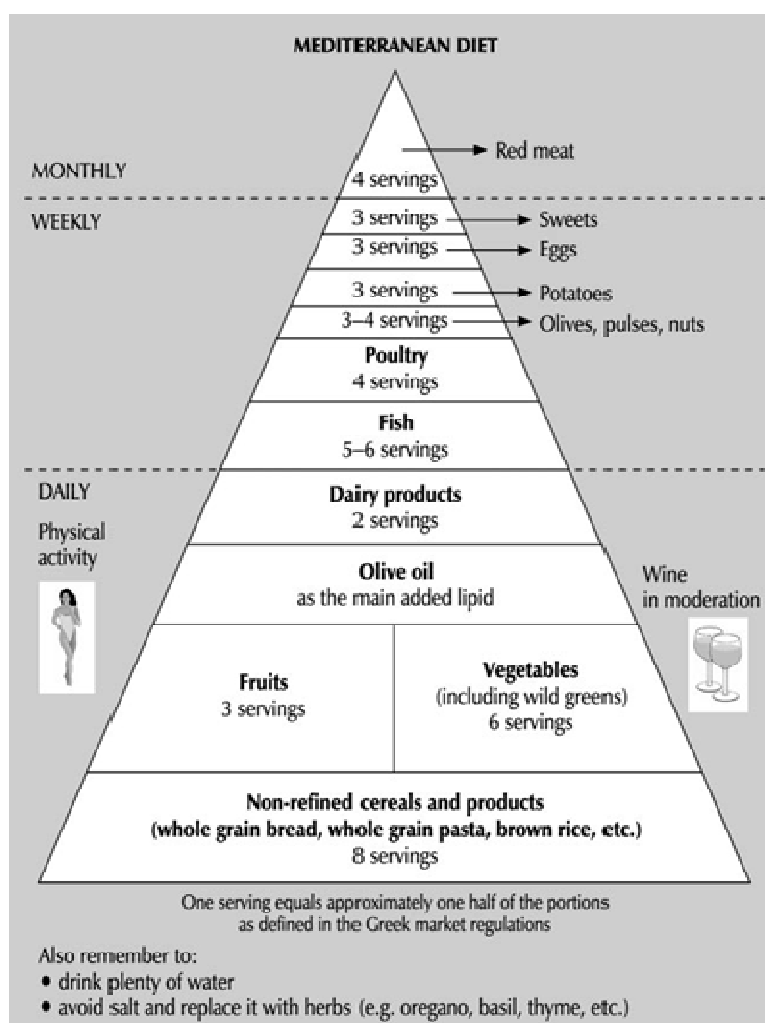 MEDITERRANEAN DIET
Red meat
MONTHLY
4 servings
WEEKLY
3 servings
Sweets
3 servings
Eggs
3 servings
Potatoes
3–4 servings
Olives, pulses, nuts
Poultry
4 servings
Fish
5–6 servings
DAILY
Dairy products
2 servings
Physical
activity
Olive oil
as the main added lipid
Wine
in moderation
Fruits
3 servings
Vegetables
(including wild greens)
6 servings
Non-refined cereals and products
(whole grain bread, whole grain pasta, brown rice, etc.)
8 servings
One serving equals approximately one half of the portions
as defined in the Greek market regulations
Also remember to:
• drink plenty of water
• avoid salt and replace it with herbs (e.g. oregano, basil, thyme, etc.)